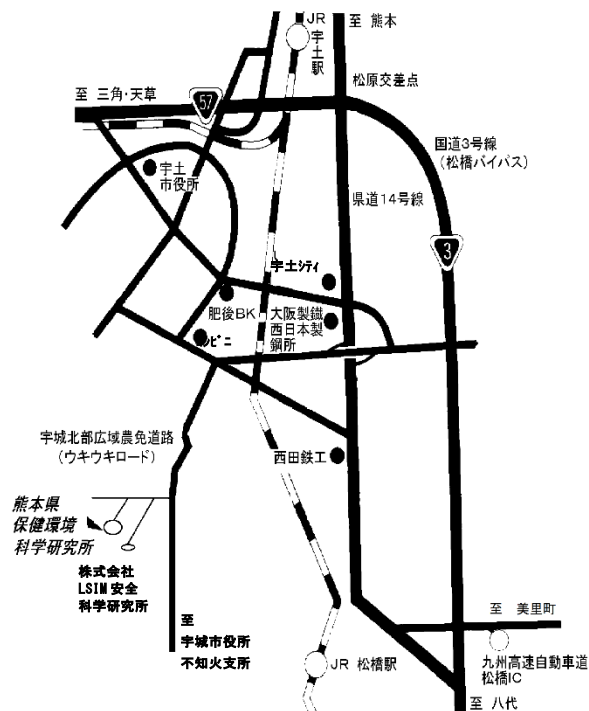 JR
宇土駅
至 熊本
松原交差点
至 三角・天草
57
国道3号線
(松橋バイパス)
宇土
市役所
県道14号線
3
宇土シティ
肥後BK
大阪製鐵
西日本製
鋼所
ンビニ
宇城北部広域農免道路
(ウキウキロード)
西田鉄工
熊本県
保健環境
科学研究所
株式会社
LSIM安全
科学研究所
至
宇城市役所
不知火支所
至 美里町
JR 松橋駅
九州高速自動車道
松橋IC
至 八代